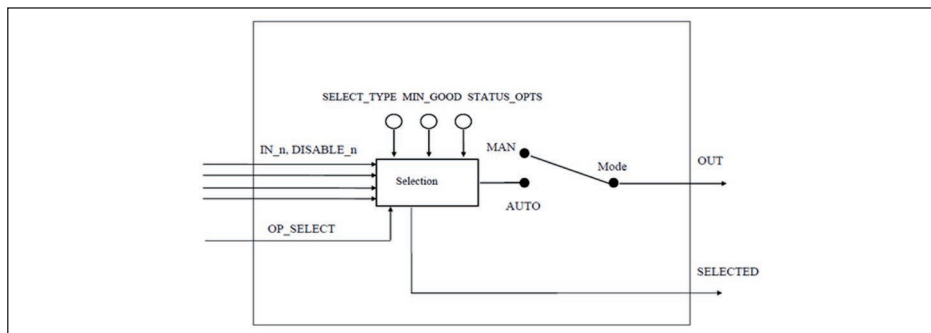 SELECT_TYPE MIN_GOOD STATUS_OPTS
IN_n, DISABLE_n
MAN
Mode
OUT
Selection
AUTO
OP_SELECT
SELECTED